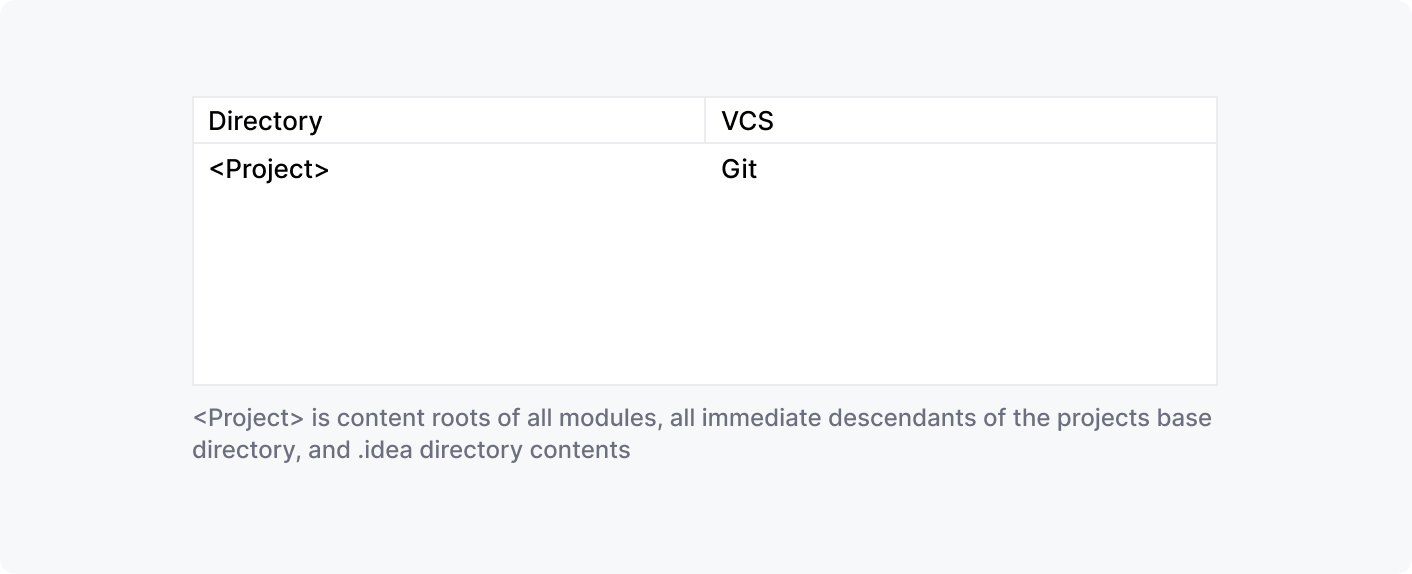 Directory VCS
<Project> Git
<Project> is content roots of all modules, all immediate descendants of the projects base
directory, and .idea directory contents